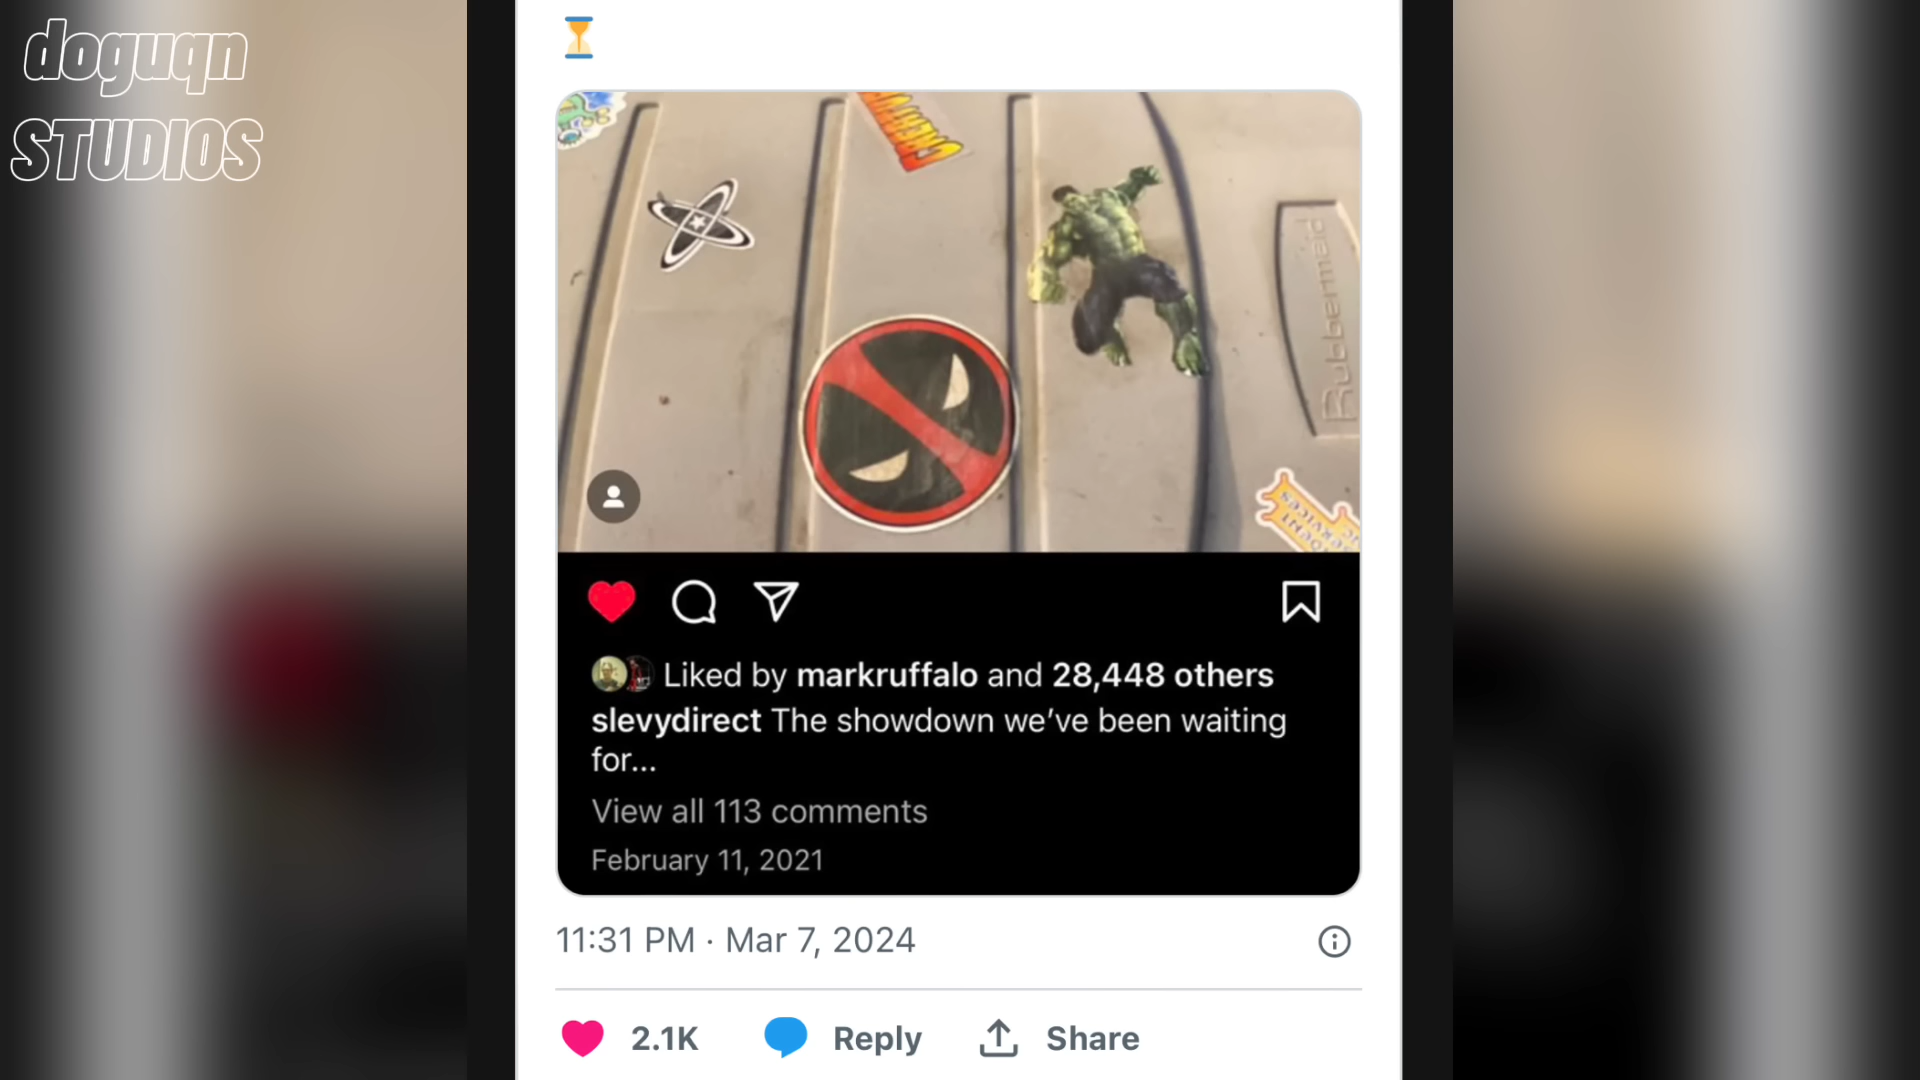 doguqn
STUDIOS
Rubbermaid
Liked by markruffalo and 28,448 others
slevydirect The showdown we've been waiting
for...
View all 113 comments
February 11, 2021
11:31 PM · Mar 7, 2024
2.1K Reply Share